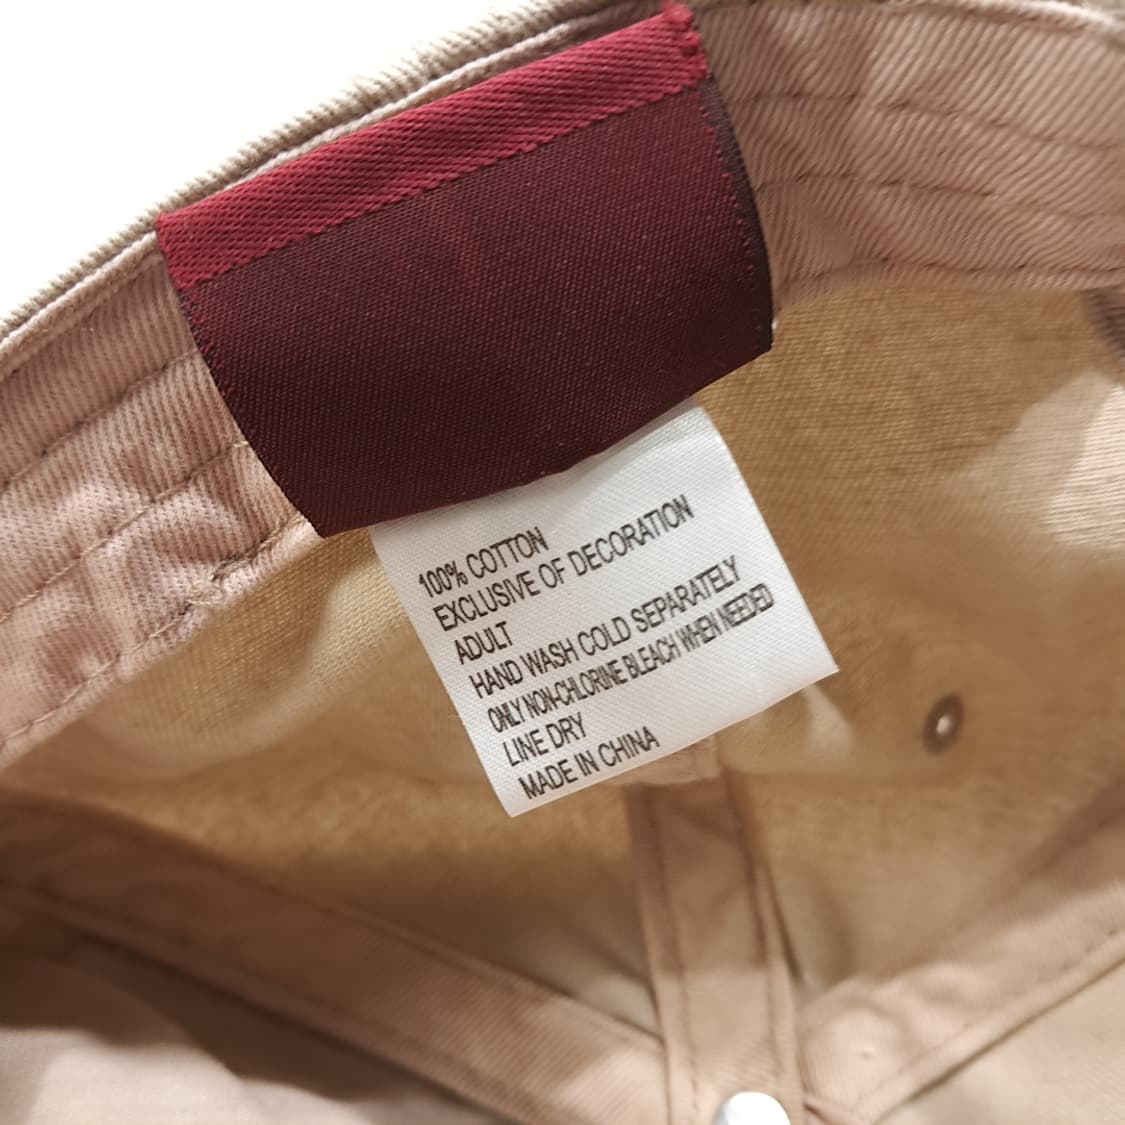 100% COTTON
EXCLUSIVE OF DECORATION
ADULT
HAND WASH COLD SEPARATELY
ONLY NON-CHLORINE BLEACH WHEN NEEDED
LINE DRY
MADE IN CHINA